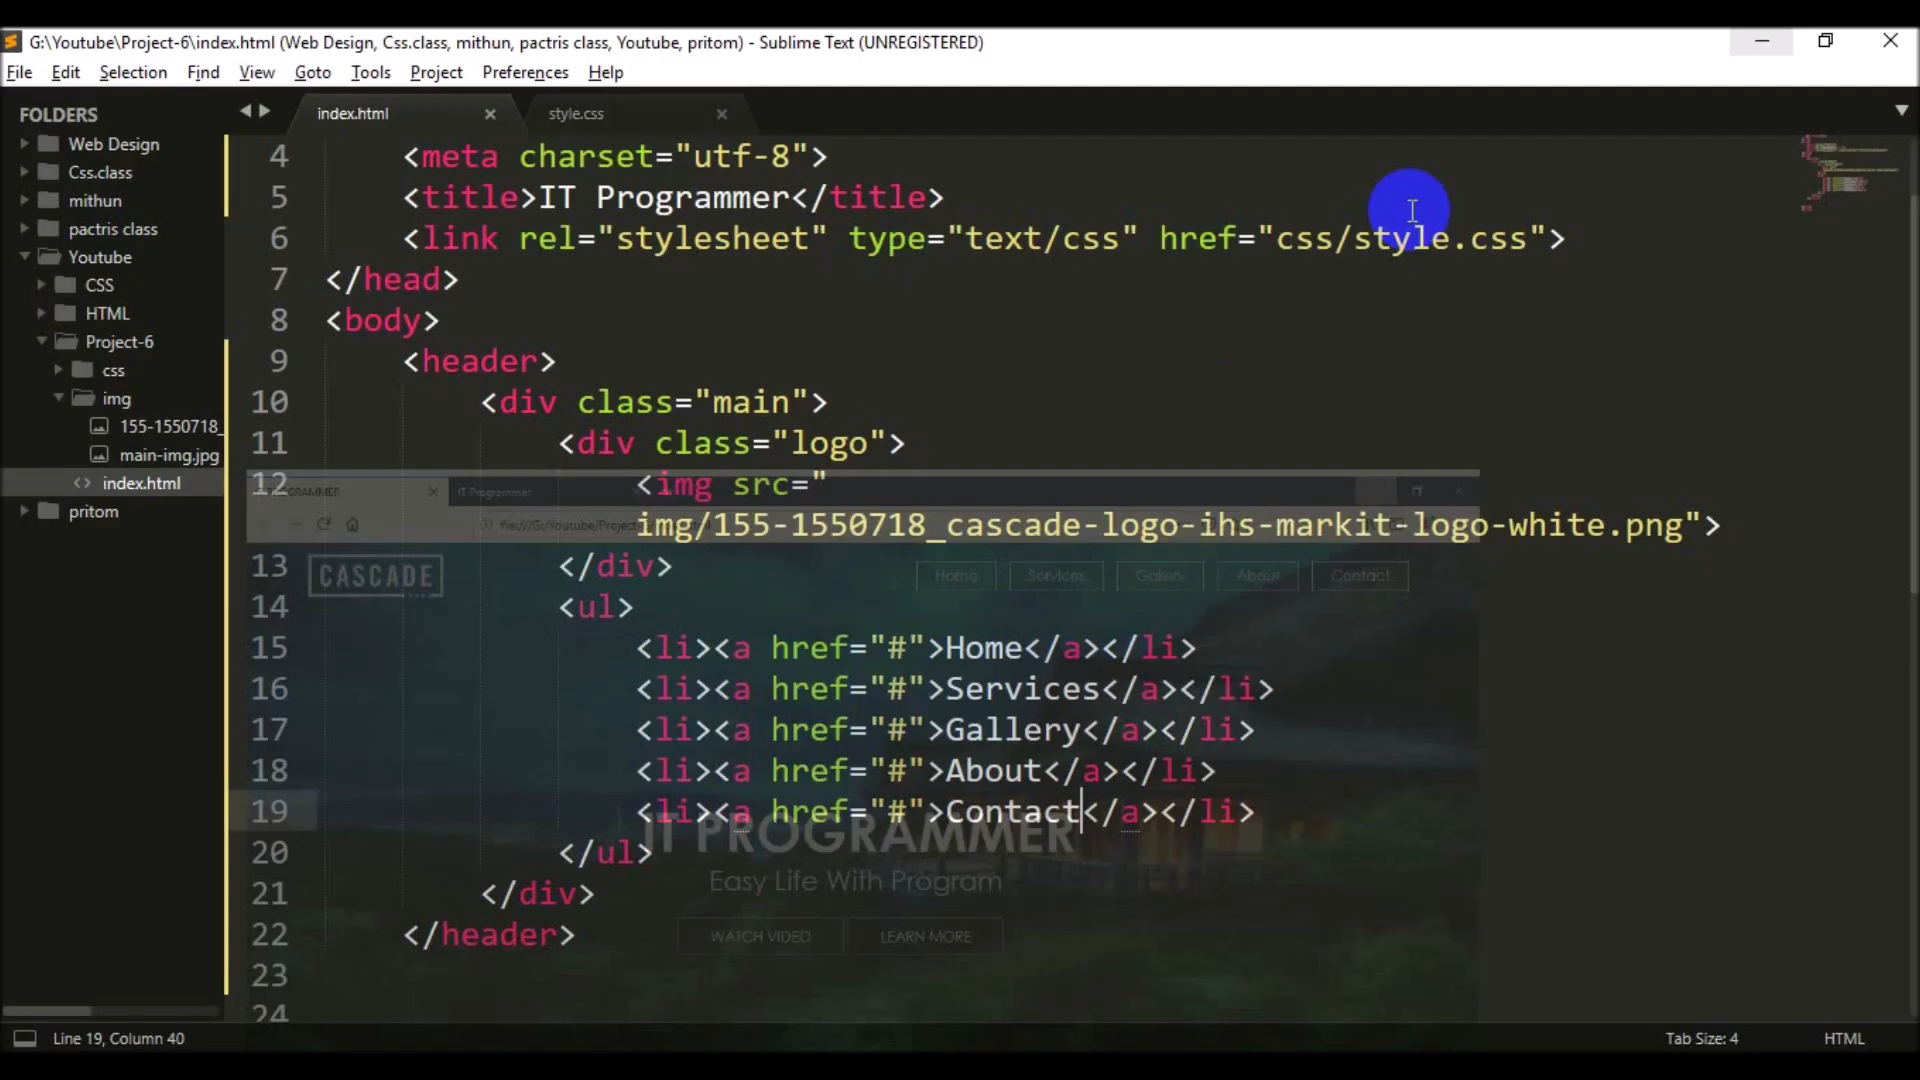 G:\Youtube\Project-6\index.html (Web Design, Css.class, mithun, pactris class, Youtube, pritom) - Sublime Text (UNREGISTERED)
File Edit Selection Find View Goto Tools Project Preferences Help
FOLDERS
Web Design
Css.class
mithun
pactris class
Youtube
CSS
HTML
Project-6
css
img
155-1550718_
main-img.jpg
<> index.html
pritom
index.html
style.css
4 <meta charset="utf-8">
5 <title>IT Programmer</title>
6 <link rel="stylesheet" type="text/css" href="css/style.css">
7 </head>
8 <body>
9 <header>
10 <div class="main">
11 <div class="logo">
12 <img src="
img/155-1550718_cascade-logo-ihs-markit-logo-white.png">
13 </div>
14 <ul>
15 <li><a href="#">Home</a></li>
16 <li><a href="#">Services</a></li>
17 <li><a href="#">Gallery</a></li>
18 <li><a href="#">About</a></li>
19 <li><a href="#">Contact</a></li>
20 </ul>
21 </div>
22 </header>
23
24
IT Programmer
CASCADE
Home Services Gallery About Contact
IT PROGRAMMER
Easy Life With Program
WATCH VIDEO LEARN MORE
Line 19, Column 40
Tab Size: 4
HTML